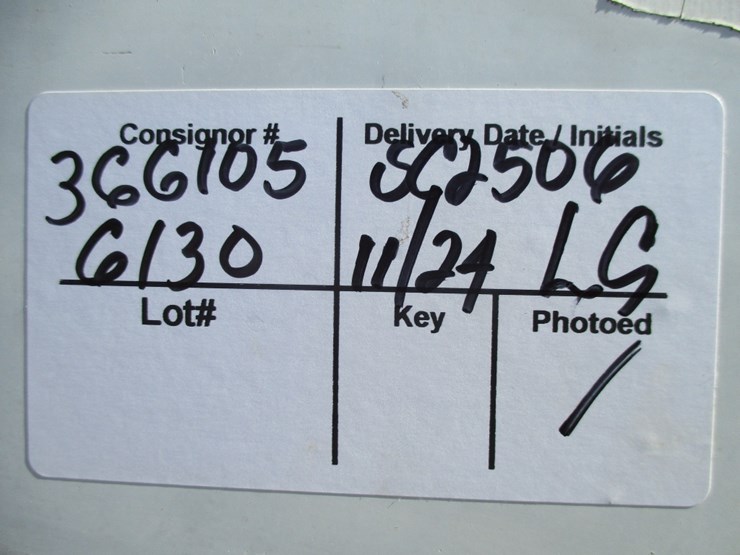 Consignor #
366105
6130
Delivery Date / Initials
SC2506
11/24 LG
Lot#
Key
Photoed
/